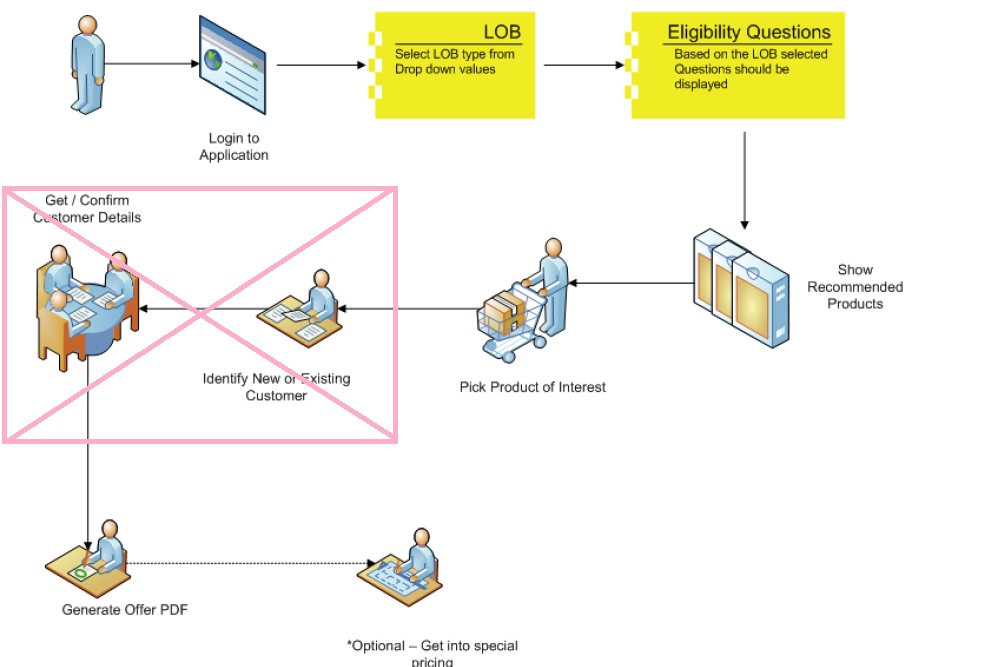 LOB
Select LOB type from
Drop down values
Eligibility Questions
Based on the LOB selected
Questions should be
displayed
Login to
Application
Get / Confirm
Customer Details
Show
Recommended
Products
Identify New or Existing
Customer
Pick Product of Interest
Generate Offer PDF
*Optional – Get into special
pricing